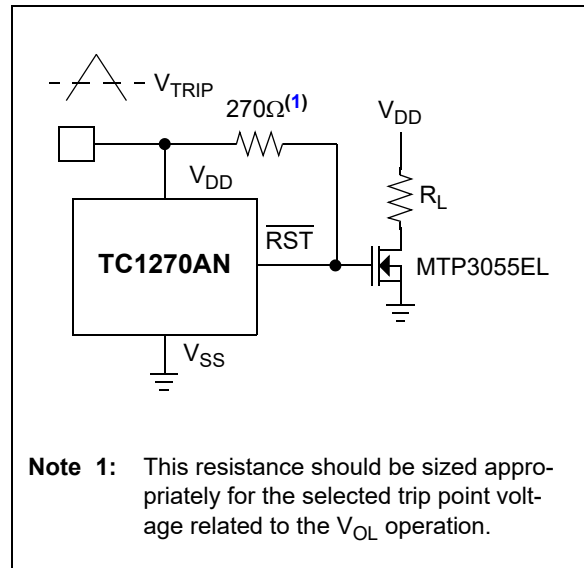 V_TRIP
270Ω(1)
V_DD
V_DD
R_L
R̅S̅T̅
TC1270AN
MTP3055EL
V_SS
Note 1: This resistance should be sized appro-
priately for the selected trip point volt-
age related to the V_OL operation.